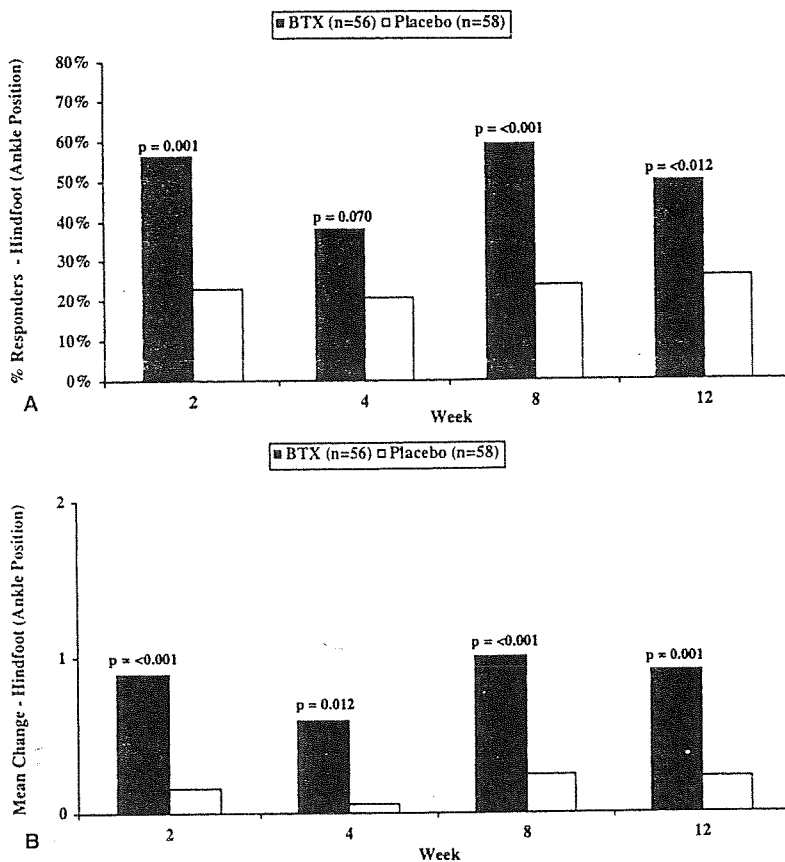 ■ BTX (n=56) □ Placebo (n=58)
% Responders - Hindfoot (Ankle Position)
80%
70%
60%
50%
40%
30%
20%
10%
0%
p = 0.001
p = 0.070
p = <0.001
p = <0.012
2
4
8
12
Week
A
■ BTX (n=56) □ Placebo (n=58)
Mean Change - Hindfoot (Ankle Position)
2
1
0
p = <0.001
p = 0.012
p = <0.001
p = 0.001
2
4
8
12
Week
B